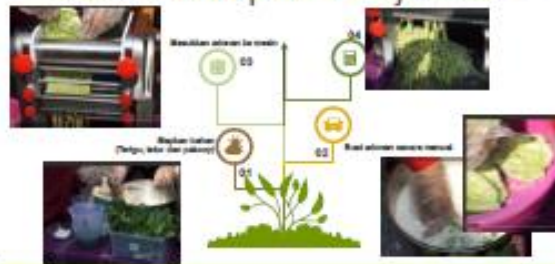 04
Masukkan adonan ke mesin
03
Siapkan bahan
(Terigu, telur dan pakcoy)
02
Buat adonan secara manual
01